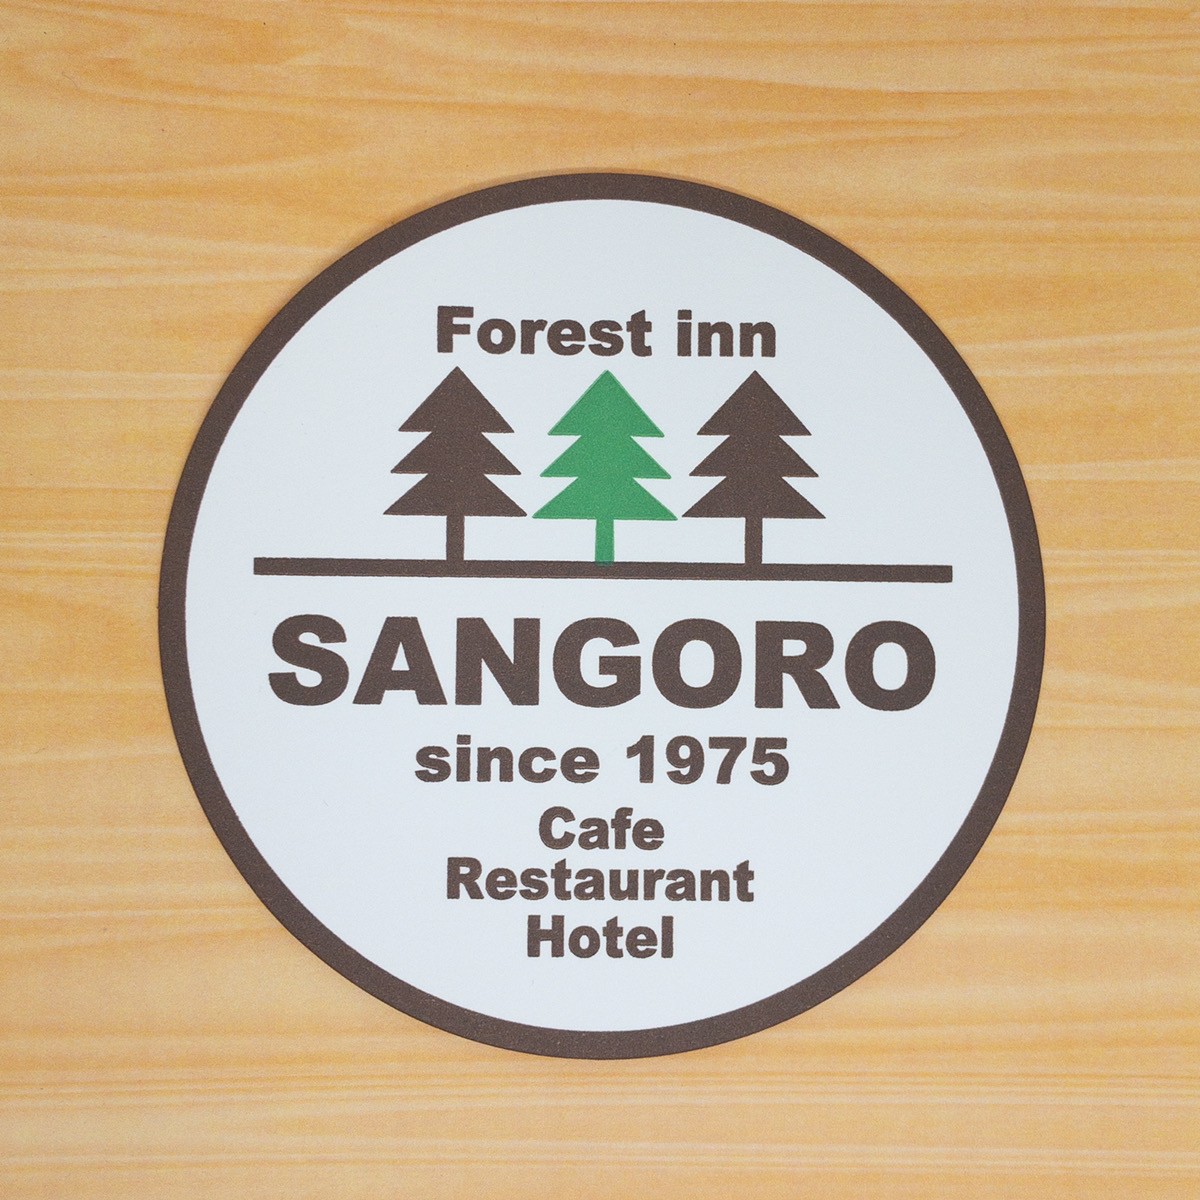 Forest inn
SANGORO
since 1975
Cafe
Restaurant
Hotel